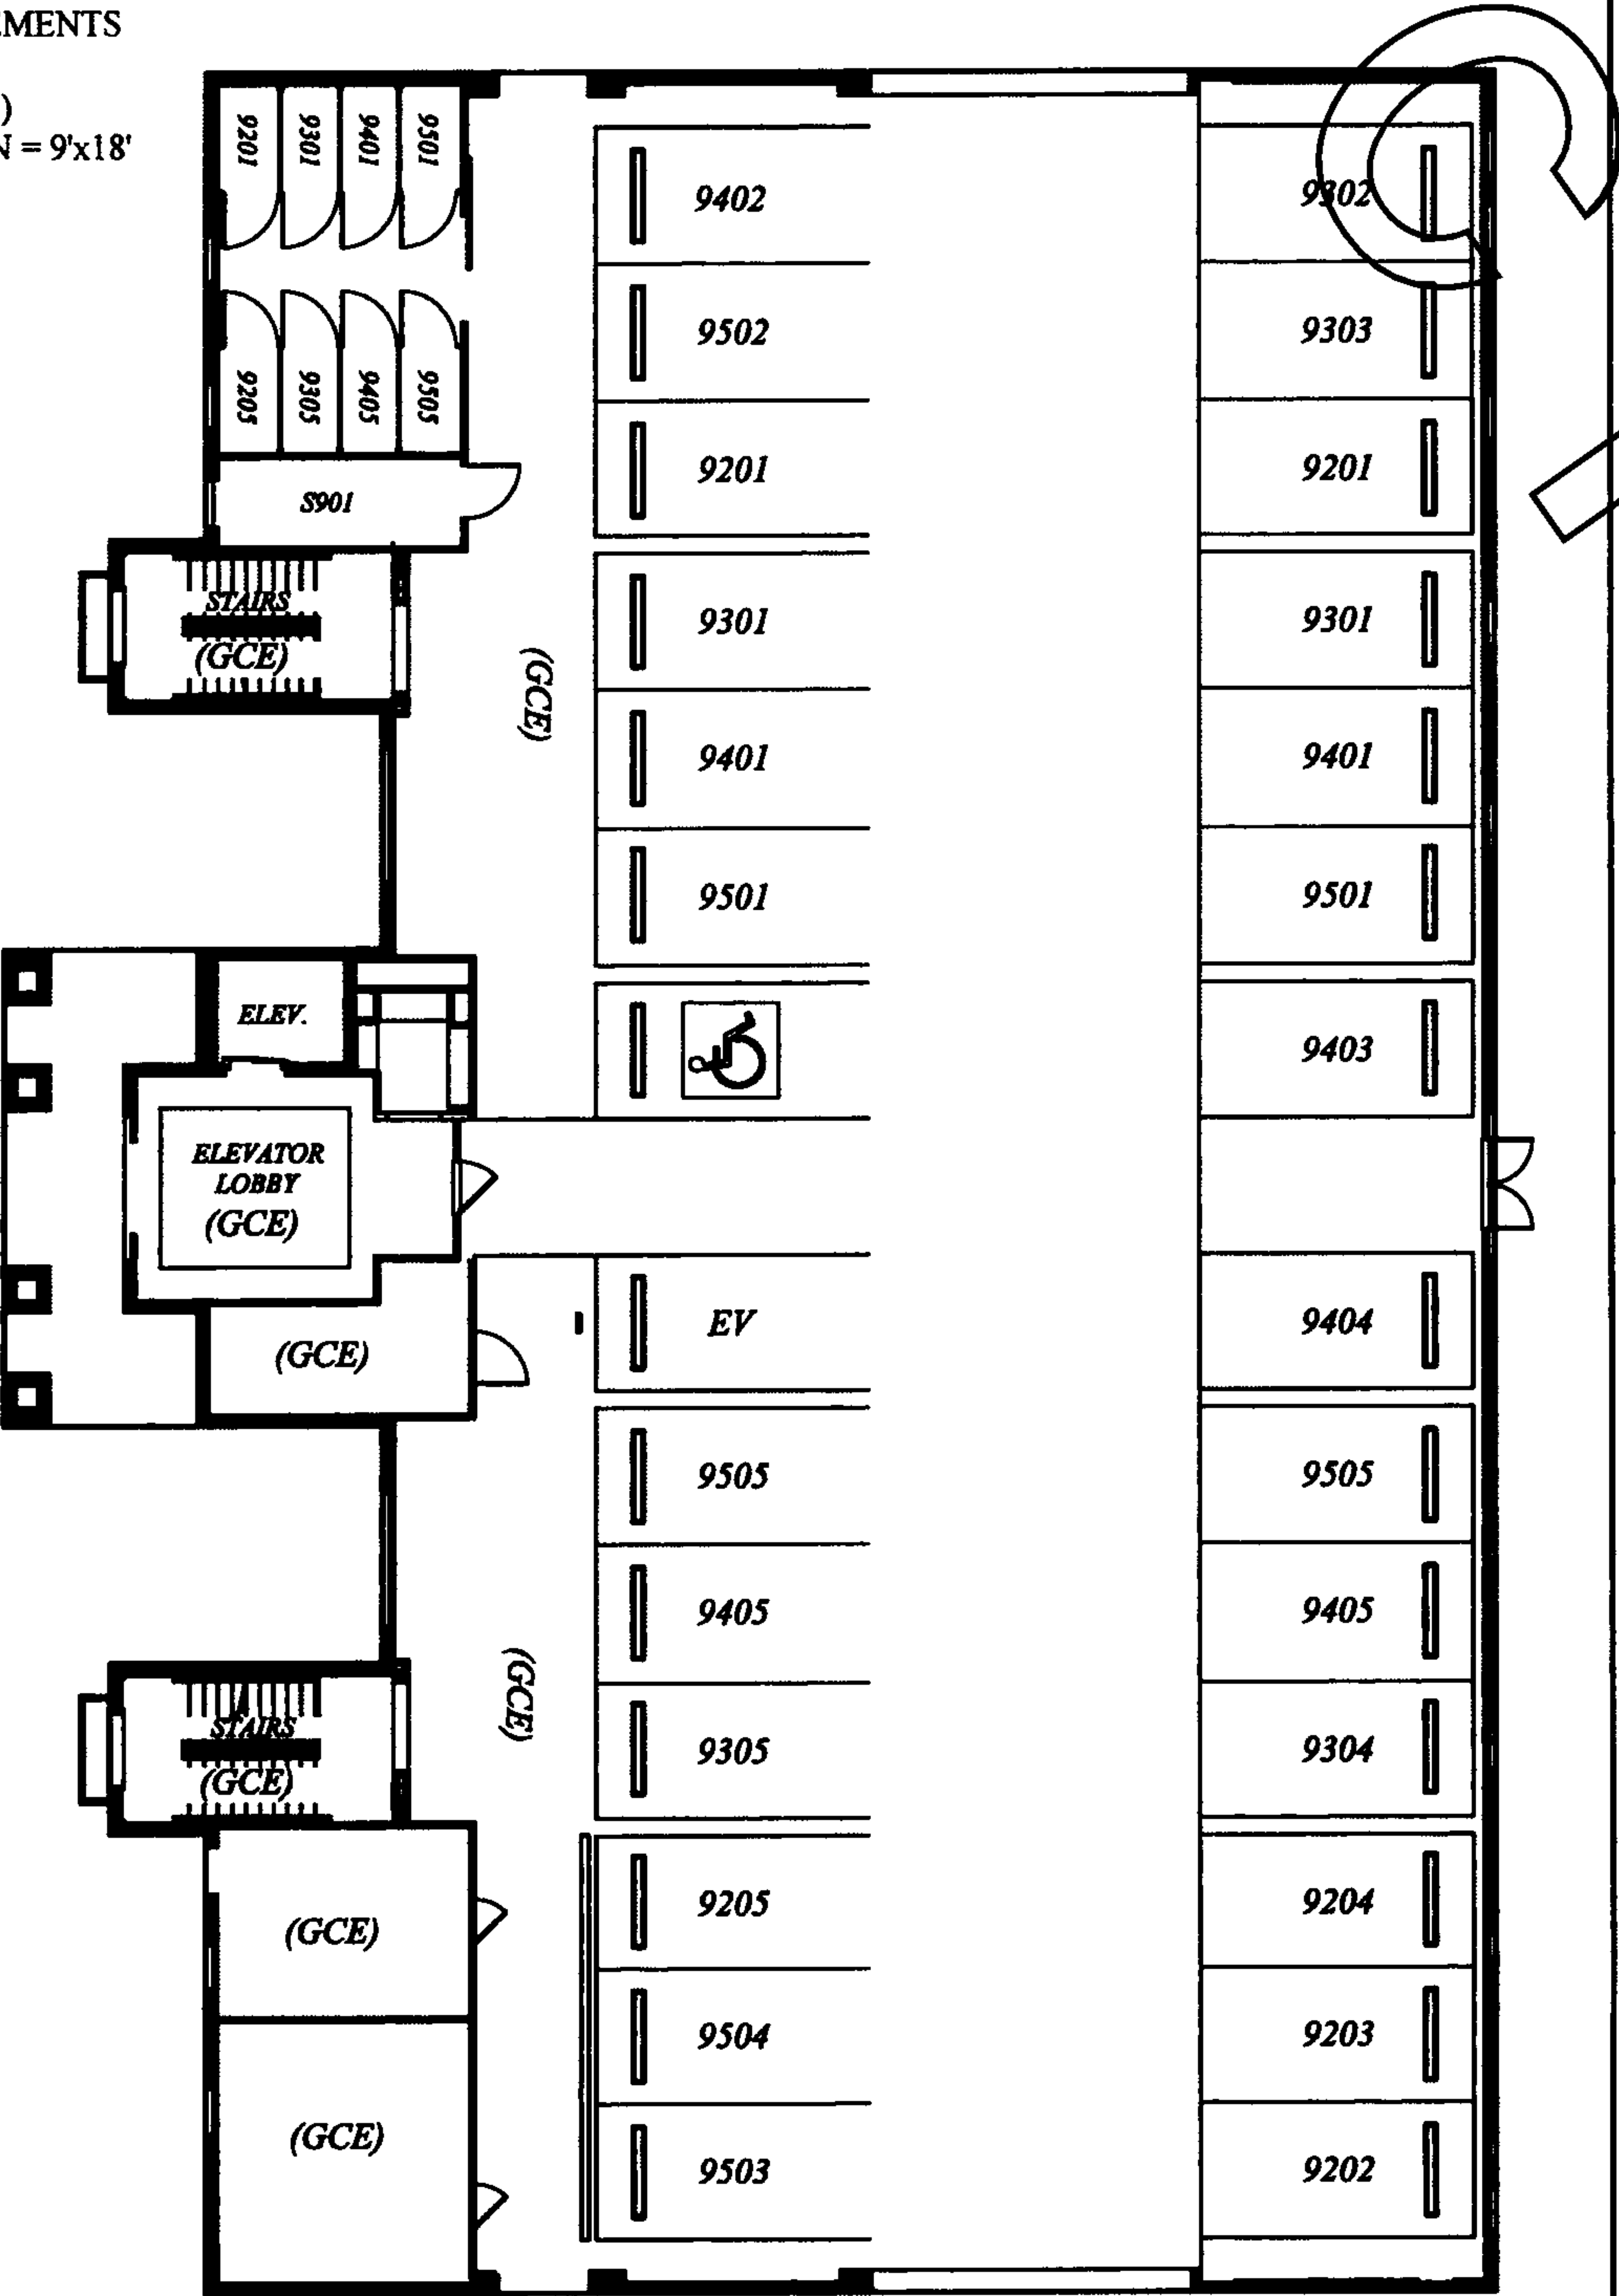 EMENTS
)
N = 9'x18'
9201 9301 9401 9501
9402 9302
9502 9303
9205 9305 9405 9505
9201 9201
S901
STAIRS
(GCE)
9301 9301
(GCE)
9401 9401
9501 9501
ELEV.
9403
ELEVATOR
LOBBY
(GCE)
EV 9404
(GCE)
9505 9505
9405 9405
(GCE)
STAIRS
(GCE)
9305 9304
9205 9204
(GCE)
9504 9203
(GCE)
9503 9202